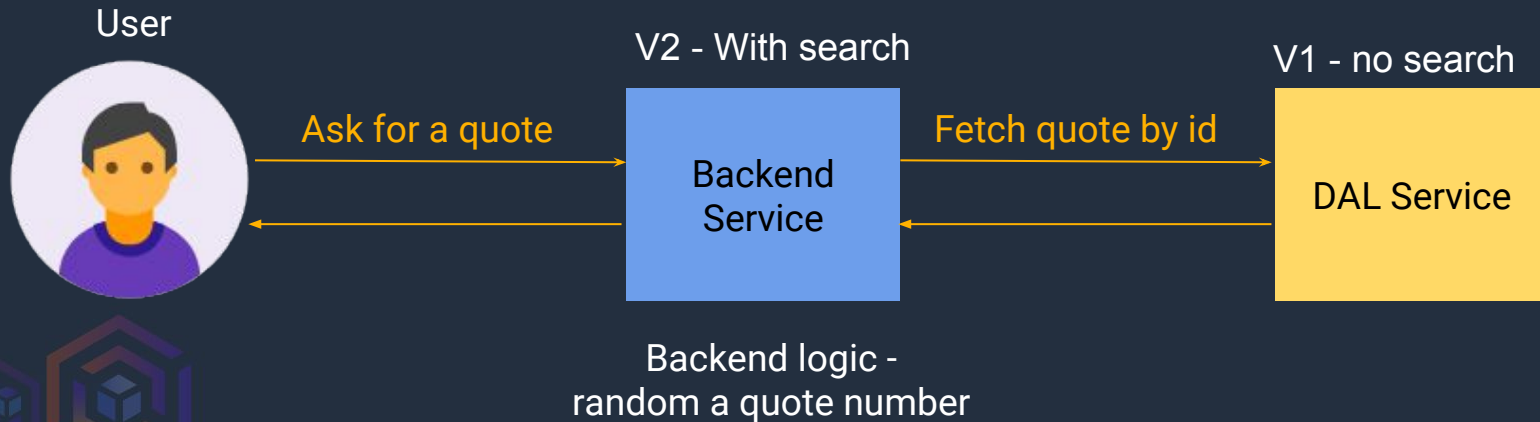 User
V2 - With search
V1 - no search
Ask for a quote
Fetch quote by id
Backend
Service
DAL Service
Backend logic -
random a quote number